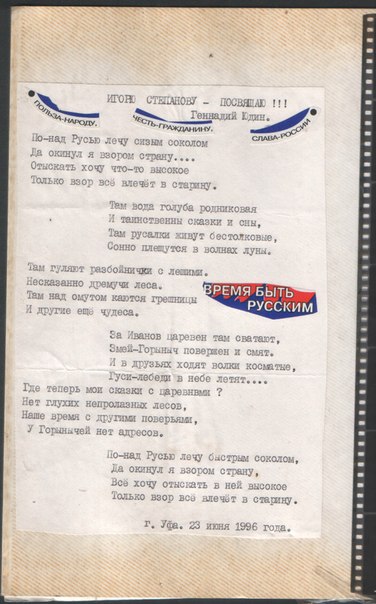 ИГОРЮ СТЕПАНОВУ - ПОСВЯЩАЮ !!!
Геннадий Юдин.
ПОЛЬЗА-НАРОДУ.
ЧЕСТЬ-ГРАЖДАНИНУ.
СЛАВА-РОССИИ
По-над Русью лечу сизым соколом
Да окинул я взором страну....
Отыскать хочу что-то высокое
Только взор всё влечёт в старину.
Там вода голуба родниковая
И таинственны сказки и сны,
Там русалки живут бестолковые,
Сонно плещутся в волнах луны.
Там гуляют разбойнички с лешими.
Несказанно дремучи леса.
Там над омутом каются грешницы
И другие ещё чудеса.
ВРЕМЯ БЫТЬ
РУССКИМ
За Иванов царевен там сватают,
Змей-Горыныч повержен и смят.
И в друзьях ходят волки косматые,
Гуси-лебеди в небе летят....
Где теперь мои сказки с царевнами ?
Нет глухих непролазных лесов,
Наше время с другими поверьями,
У Горынычей нет адресов.
По-над Русью лечу быстрым соколом,
Да окинул я взором страну,
Всё хочу отыскать в ней высокое
Только взор всё влечёт в старину.
г. Уфа. 23 июня 1996 года.